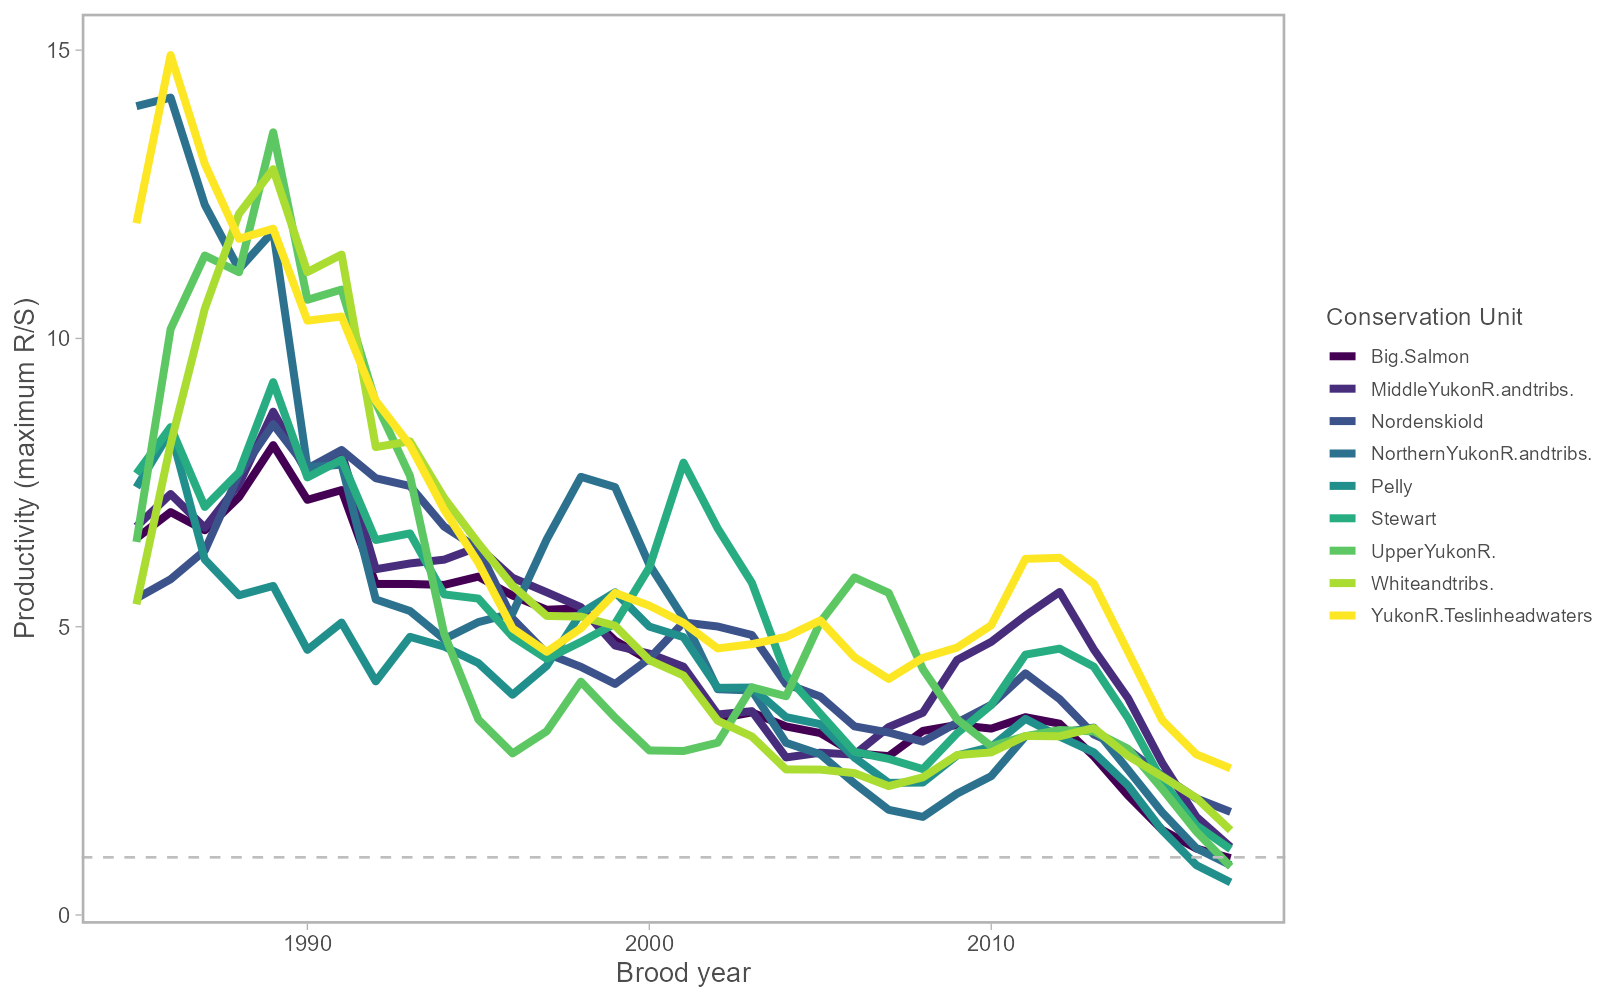 Productivity (maximum R/S)
15
10
5
0
1990
2000
2010
Brood year
Conservation Unit
Big.Salmon
MiddleYukonR.andtribs.
Nordenskiold
NorthernYukonR.andtribs.
Pelly
Stewart
UpperYukonR.
Whiteandtribs.
YukonR.Teslinheadwaters